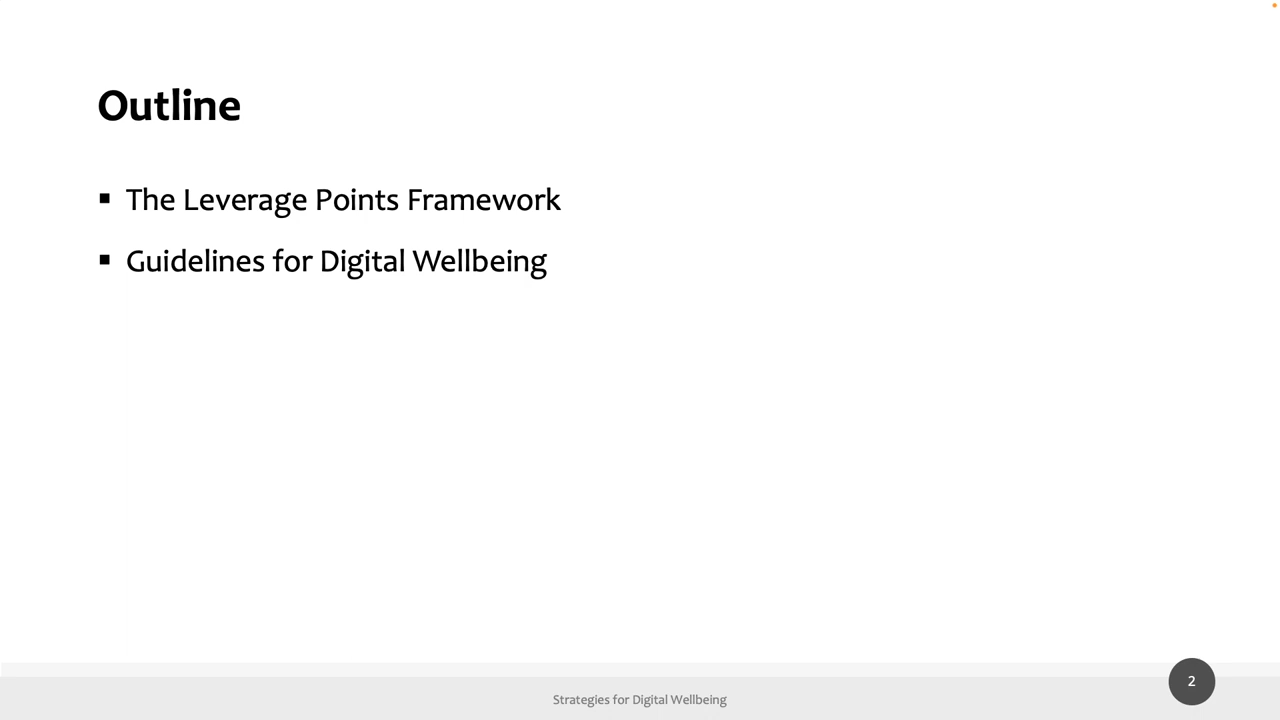 Outline
▪ The Leverage Points Framework
▪ Guidelines for Digital Wellbeing
Strategies for Digital Wellbeing
2